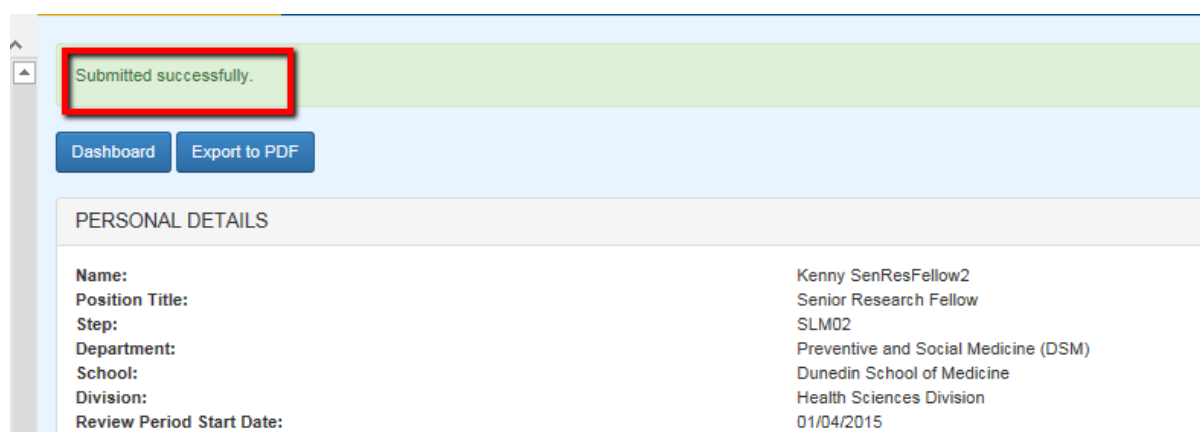 Submitted successfully.
Dashboard Export to PDF
PERSONAL DETAILS
Name: Kenny SenResFellow2
Position Title: Senior Research Fellow
Step: SLM02
Department: Preventive and Social Medicine (DSM)
School: Dunedin School of Medicine
Division: Health Sciences Division
Review Period Start Date: 01/04/2015